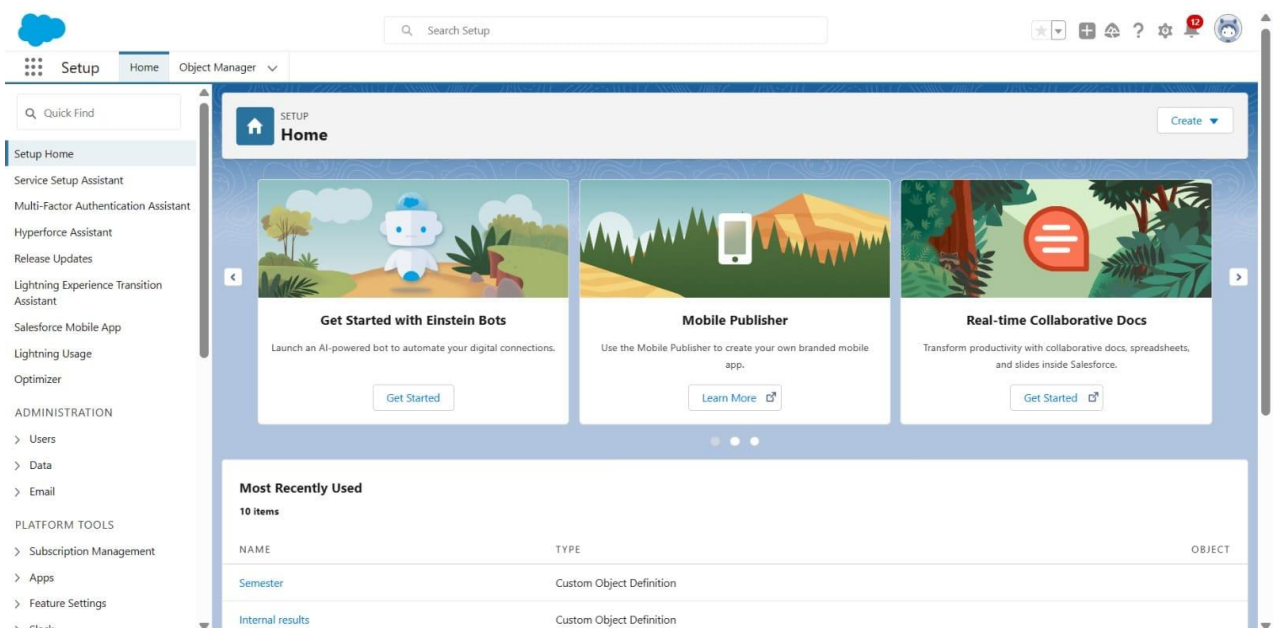 Search Setup
12
Setup
Home
Object Manager
Quick Find
Setup Home
Service Setup Assistant
Multi-Factor Authentication Assistant
Hyperforce Assistant
Release Updates
Lightning Experience Transition
Assistant
Salesforce Mobile App
Lightning Usage
Optimizer
ADMINISTRATION
Users
Data
Email
PLATFORM TOOLS
Subscription Management
Apps
Feature Settings
SETUP
Home
Create
Get Started with Einstein Bots
Launch an AI-powered bot to automate your digital connections.
Get Started
Mobile Publisher
Use the Mobile Publisher to create your own branded mobile
app.
Learn More
Real-time Collaborative Docs
Transform productivity with collaborative docs, spreadsheets,
and slides inside Salesforce.
Get Started
Most Recently Used
10 items
NAME TYPE OBJECT
Semester Custom Object Definition
Internal results Custom Object Definition